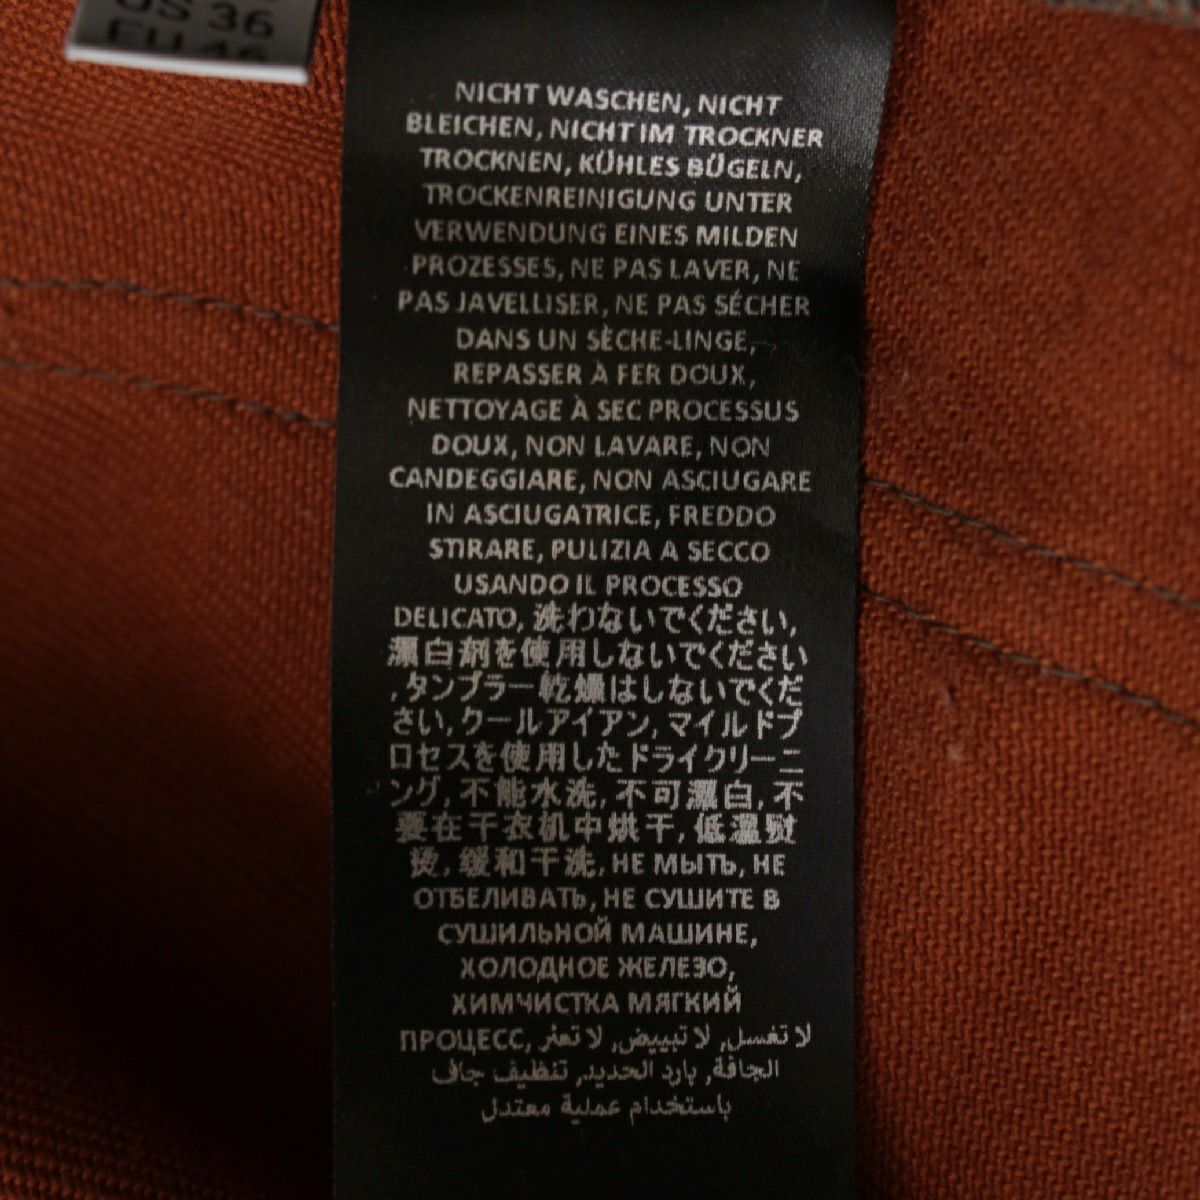 US 36
EU 46
NICHT WASCHEN, NICHT
BLEICHEN, NICHT IM TROCKNER
TROCKNEN, KÜHLES BÜGELN,
TROCKENREINIGUNG UNTER
VERWENDUNG EINES MILDEN
PROZESSES, NE PAS LAVER, NE
PAS JAVELLISER, NE PAS SÉCHER
DANS UN SÈCHE-LINGE,
REPASSER À FER DOUX,
NETTOYAGE À SEC PROCESSUS
DOUX, NON LAVARE, NON
CANDEGGIARE, NON ASCIUGARE
IN ASCIUGATRICE, FREDDO
STIRARE, PULIZIA A SECCO
USANDO IL PROCESSO
DELICATO, 洗わないでください,
漂白剤を使用しないでください
,タンブラー乾燥はしないでくだ
さい,クールアイアン,マイルドプ
ロセスを使用したドライクリーニ
ング,不能水洗,不可漂白,不
要在干衣机中烘干,低温熨
烫,缓和干洗,НЕ МЫТЬ, НЕ
ОТБЕЛИВАТЬ, НЕ СУШИТЕ В
СУШИЛЬНОЙ МАШИНЕ,
ХОЛОДНОЕ ЖЕЛЕЗО,
ХИМЧИСТКА МЯГКИЙ
ПРОЦЕСС, لا تغسل, لا تبييض, لا تعثر
الجافة, بارد الحديد, تنظيف جاف
باستخدام عملية معتدل